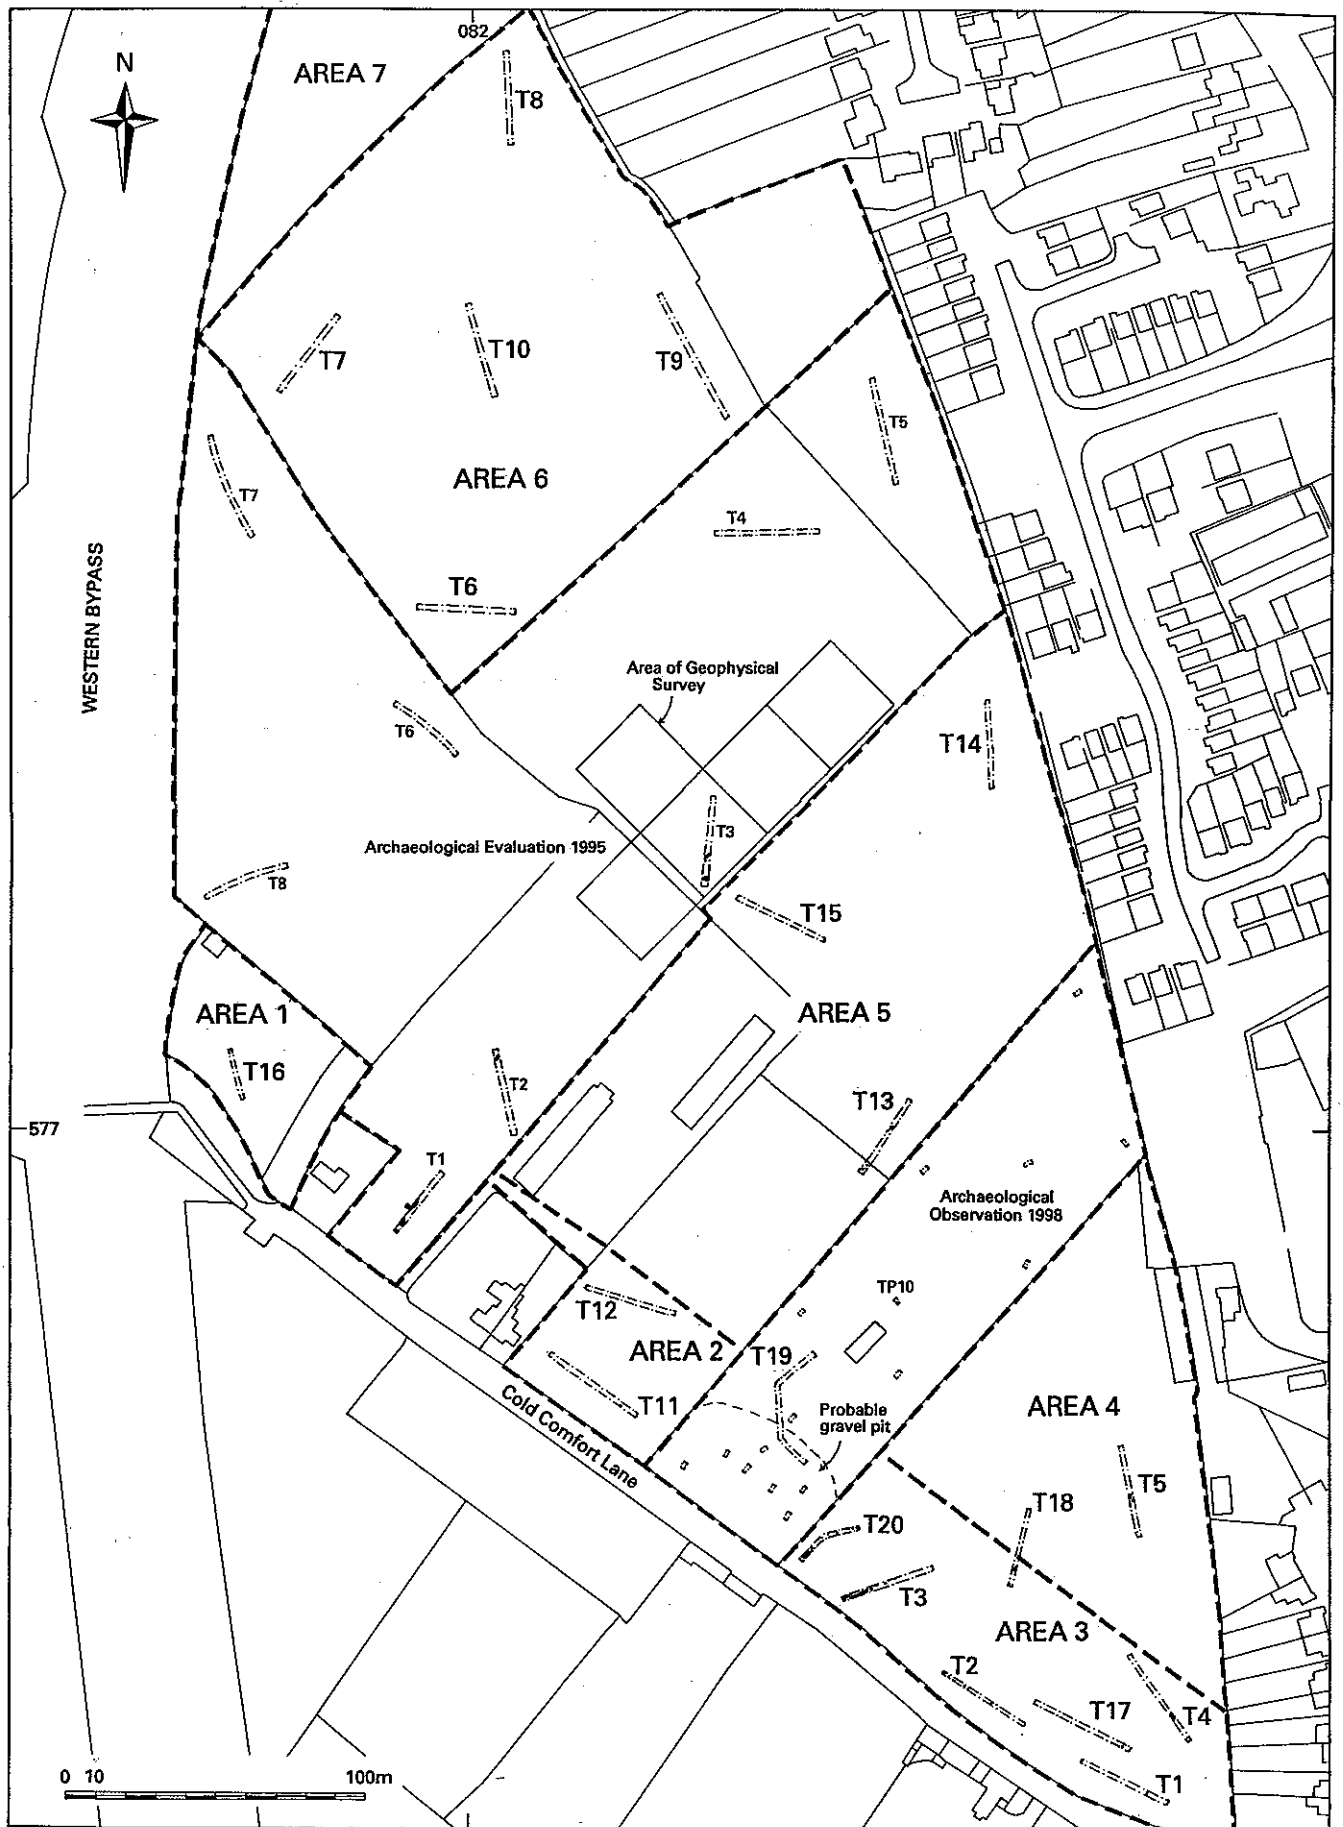 082
AREA 7
N
T8
T7
T10
T9
T5
AREA 6
T7
T4
WESTERN BYPASS
T6
Area of Geophysical
Survey
T6
T14
T3
Archaeological Evaluation 1995
T8
T15
AREA 1
AREA 5
T16
T2
T13
577
T1
Archaeological
Observation 1998
TP10
T12
AREA 2
T19
T11
Probable
gravel pit
AREA 4
Cold Comfort Lane
T5
T18
T20
T3
AREA 3
T2
T17
T4
0 10 100m
T1